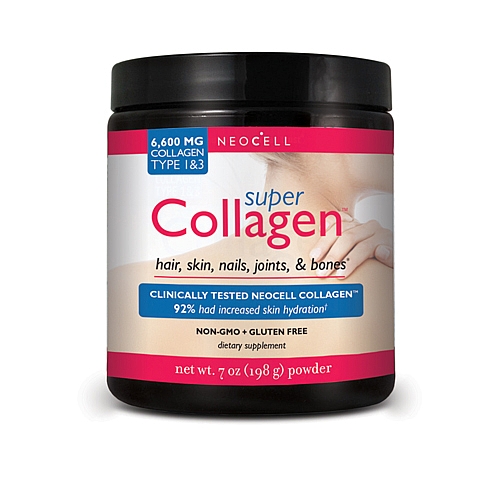 6,600 MG
COLLAGEN
TYPE 1&3
NEOCELL
super
Collagen™
hair, skin, nails, joints, & bones*
CLINICALLY TESTED NEOCELL COLLAGEN™
92% had increased skin hydration†
NON-GMO + GLUTEN FREE
dietary supplement
net wt. 7 oz (198 g) powder